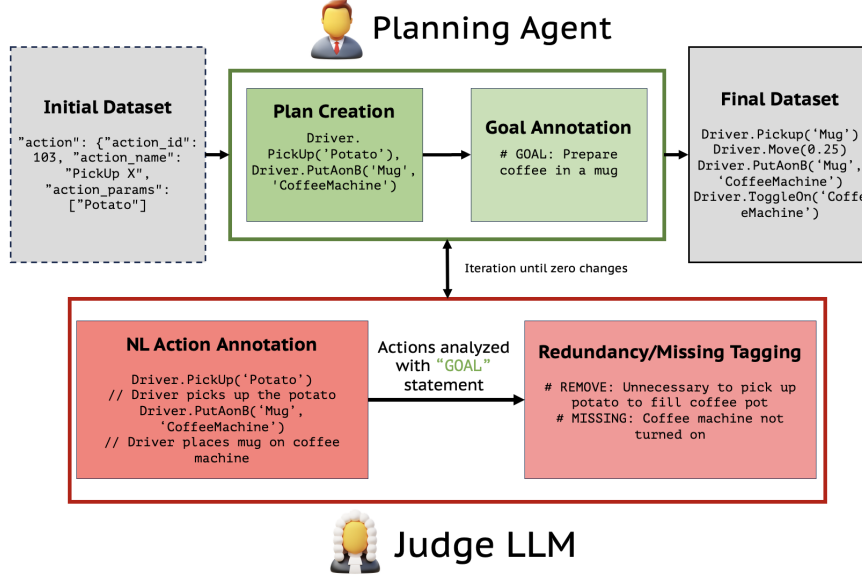 Planning Agent
Initial Dataset
"action": {"action_id":
103, "action_name":
"PickUp X",
"action_params":
["Potato"]
Plan Creation
Driver.
PickUp('Potato'),
Driver.PutAonB('Mug',
'CoffeeMachine')
Goal Annotation
# GOAL: Prepare
coffee in a mug
Final Dataset
Driver.Pickup(‘Mug’)
Driver.Move(0.25)
Driver.PutAonB(‘Mug’,
‘CoffeeMachine’)
Driver.ToggleOn(‘Coffe
eMachine’)
Iteration until zero changes
NL Action Annotation
Driver.PickUp(‘Potato’)
// Driver picks up the potato
Driver.PutAonB(‘Mug’,
‘CoffeeMachine’)
// Driver places mug on coffee
machine
Actions analyzed
with “GOAL”
statement
Redundancy/Missing Tagging
# REMOVE: Unnecessary to pick up
potato to fill coffee pot
# MISSING: Coffee machine not
turned on
Judge LLM